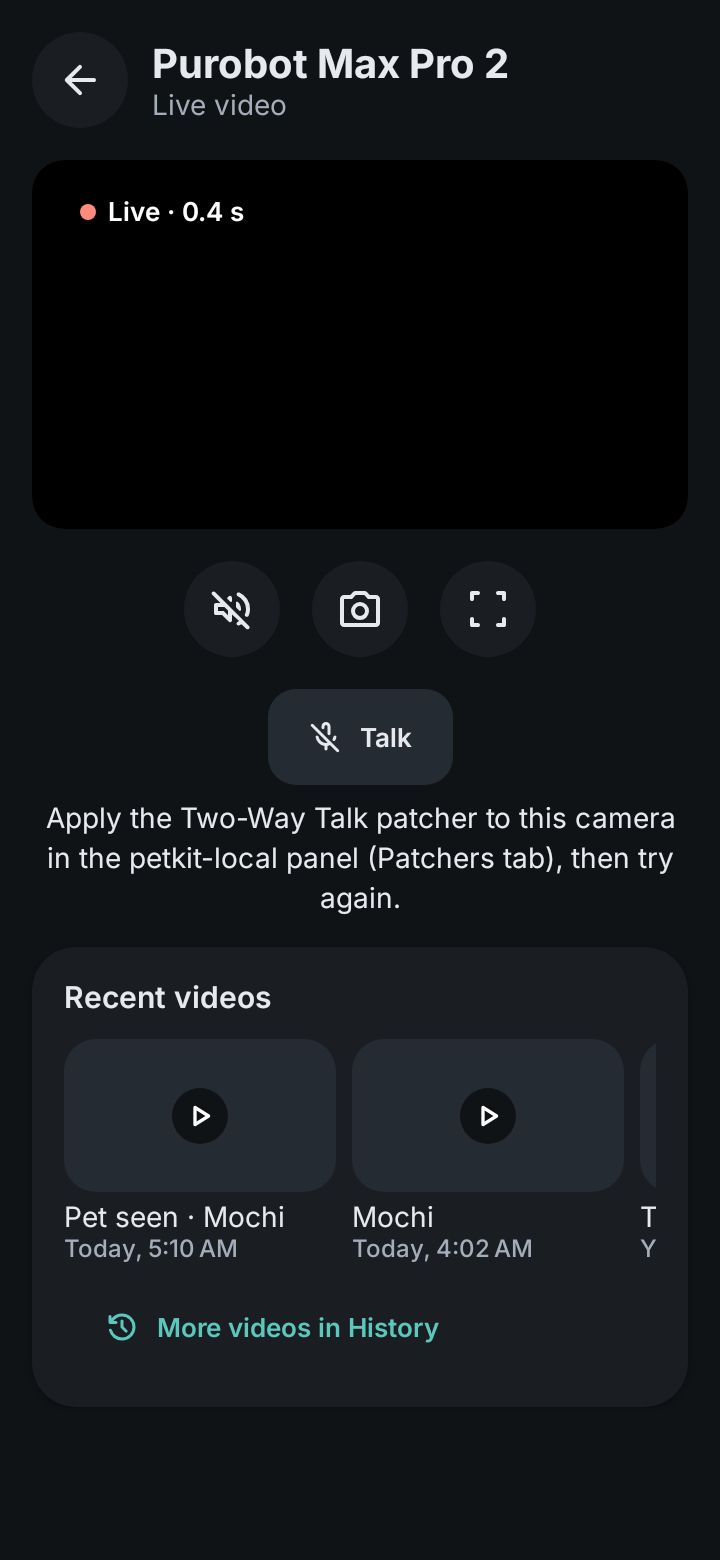 Purobot Max Pro 2
Live video
Live · 0.4 s
Talk
Apply the Two-Way Talk patcher to this camera
in the petkit-local panel (Patchers tab), then try
again.
Recent videos
Pet seen · Mochi
Mochi
T
Today, 5:10 AM
Today, 4:02 AM
Y
More videos in History